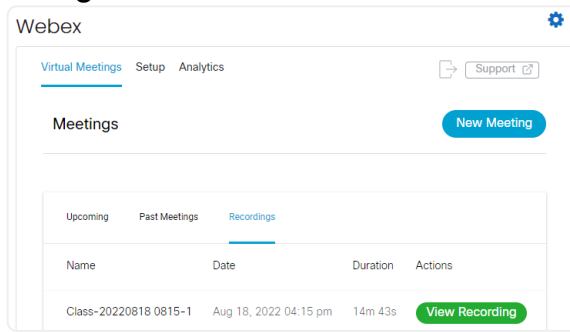 Webex
Virtual Meetings Setup Analytics Support
Meetings New Meeting
Upcoming Past Meetings Recordings
Name Date Duration Actions
Class-20220818 0815-1 Aug 18, 2022 04:15 pm 14m 43s View Recording